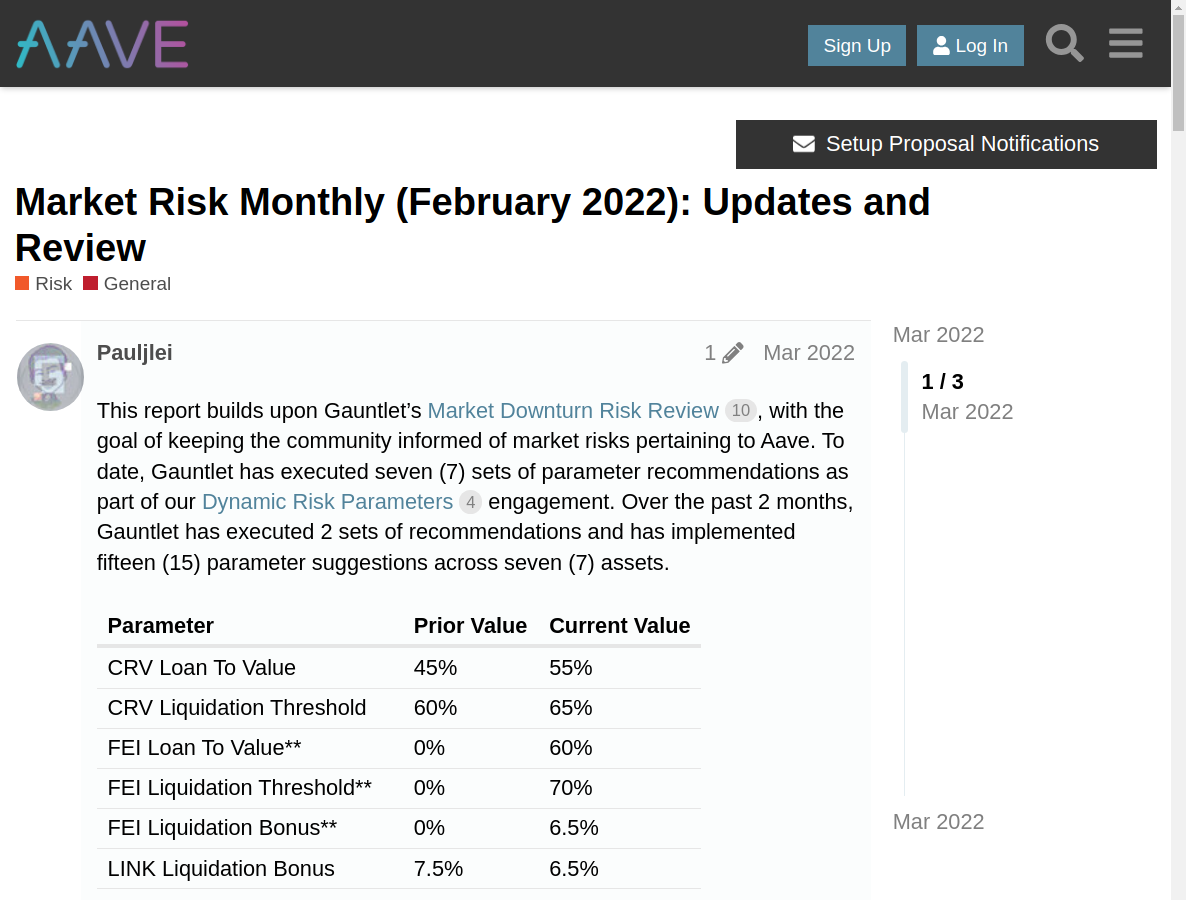 AAVE
Sign Up
Log In
Setup Proposal Notifications
Market Risk Monthly (February 2022): Updates and
Review
Risk General
Pauljlei
1
Mar 2022
Mar 2022
1 / 3
Mar 2022
This report builds upon Gauntlet’s Market Downturn Risk Review 10, with the
goal of keeping the community informed of market risks pertaining to Aave. To
date, Gauntlet has executed seven (7) sets of parameter recommendations as
part of our Dynamic Risk Parameters 4 engagement. Over the past 2 months,
Gauntlet has executed 2 sets of recommendations and has implemented
fifteen (15) parameter suggestions across seven (7) assets.
Parameter Prior Value Current Value
CRV Loan To Value 45% 55%
CRV Liquidation Threshold 60% 65%
FEI Loan To Value** 0% 60%
FEI Liquidation Threshold** 0% 70%
FEI Liquidation Bonus** 0% 6.5%
LINK Liquidation Bonus 7.5% 6.5%
Mar 2022